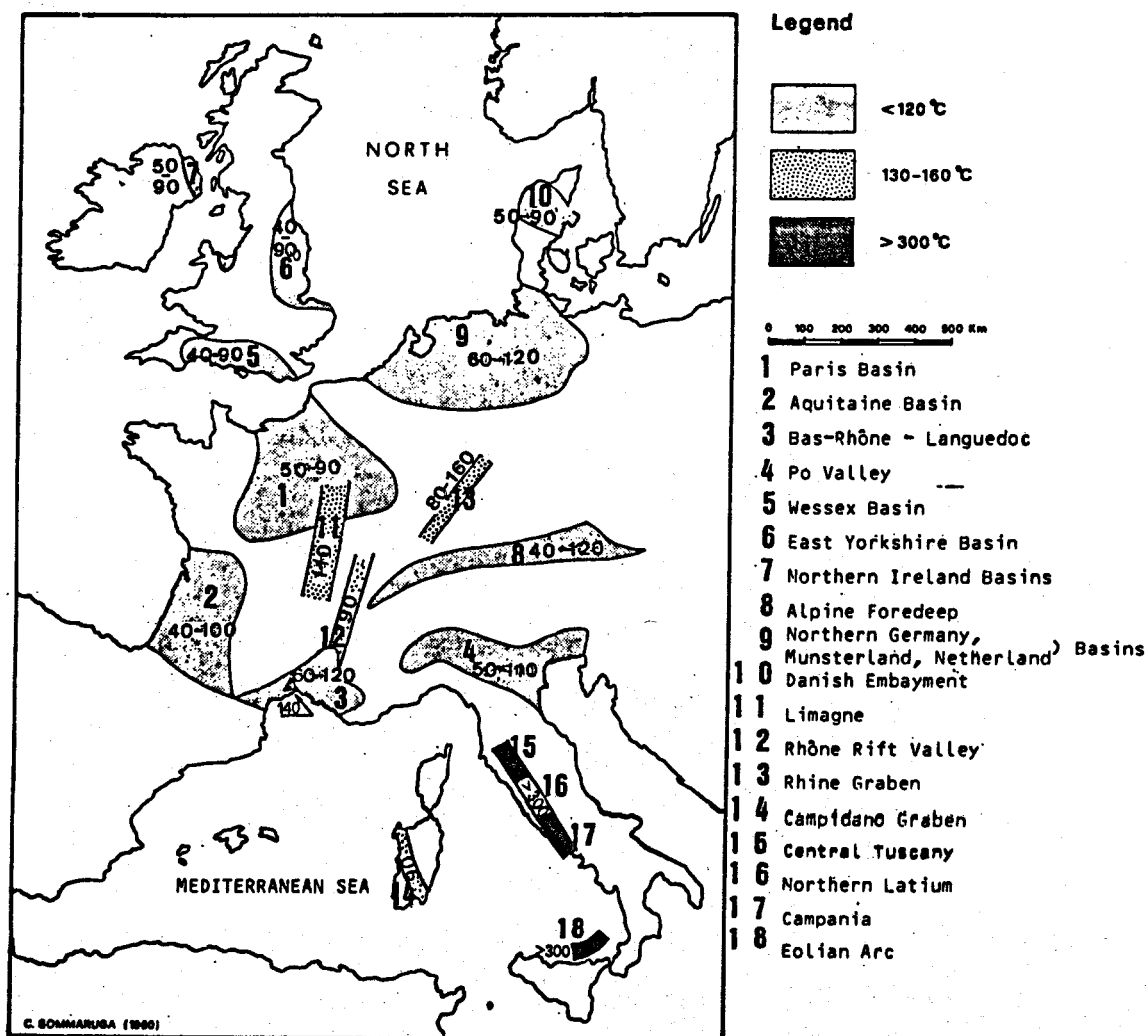 Legend
<120 °C
130-160 °C
>300 °C
0 100 200 300 400 500 Km
1 Paris Basin
2 Aquitaine Basin
3 Bas-Rhône - Languedoc
4 Po Valley
5 Wessex Basin
6 East Yorkshire Basin
7 Northern Ireland Basins
8 Alpine Foredeep
9 Northern Germany,
Munsterland, Netherland) Basins
10 Danish Embayment
11 Limagne
12 Rhône Rift Valley
13 Rhine Graben
14 Campidano Graben
15 Central Tuscany
16 Northern Latium
17 Campania
18 Eolian Arc
NORTH
SEA
50
90
7
10
50-90
40
90
6
9
60-120
40-90 5
50-90
1
80-160
13
11
140
8 40-120
2
40-100
12
90
4
50-110
60-120
3
140
15
16
>300
17
90
14
MEDITERRANEAN SEA
18
>300
C. SOMMARUGA (1980)